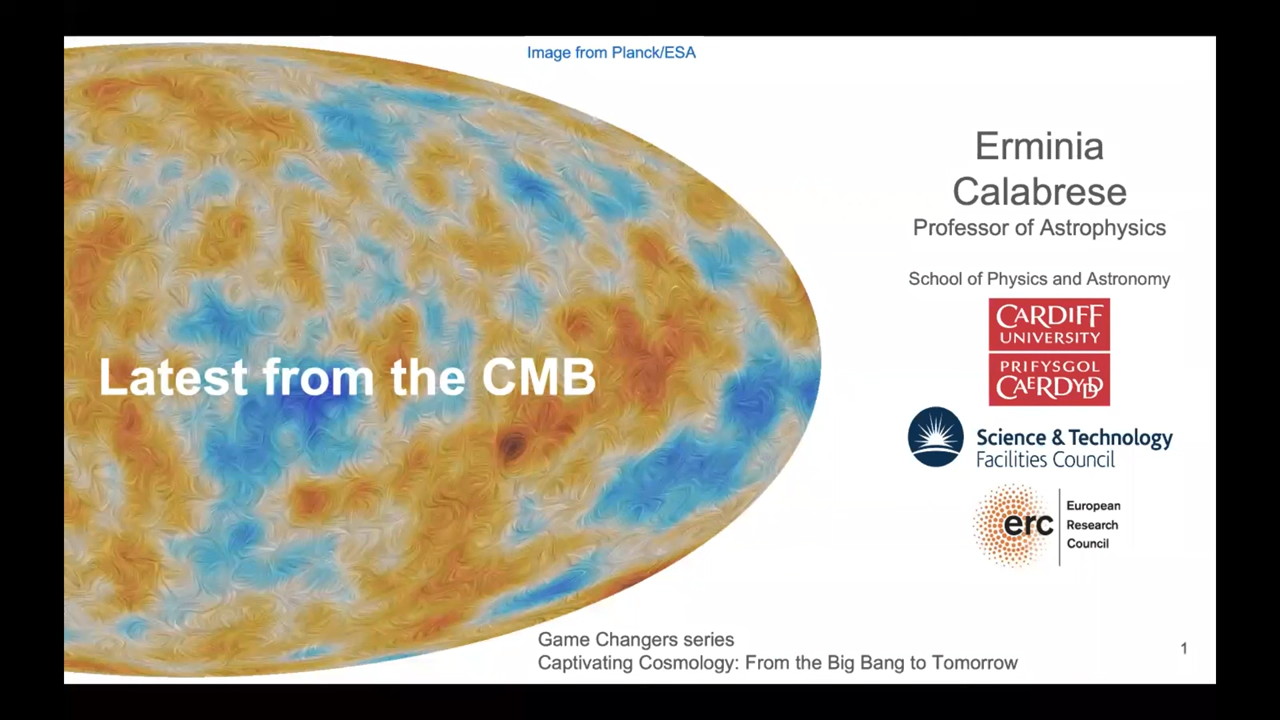 Image from Planck/ESA
Erminia
Calabrese
Professor of Astrophysics
School of Physics and Astronomy
CARDIFF
UNIVERSITY
PRIFYSGOL
CAERDYDD
Latest from the CMB
Science & Technology
Facilities Council
erc
European
Research
Council
Game Changers series
Captivating Cosmology: From the Big Bang to Tomorrow
1